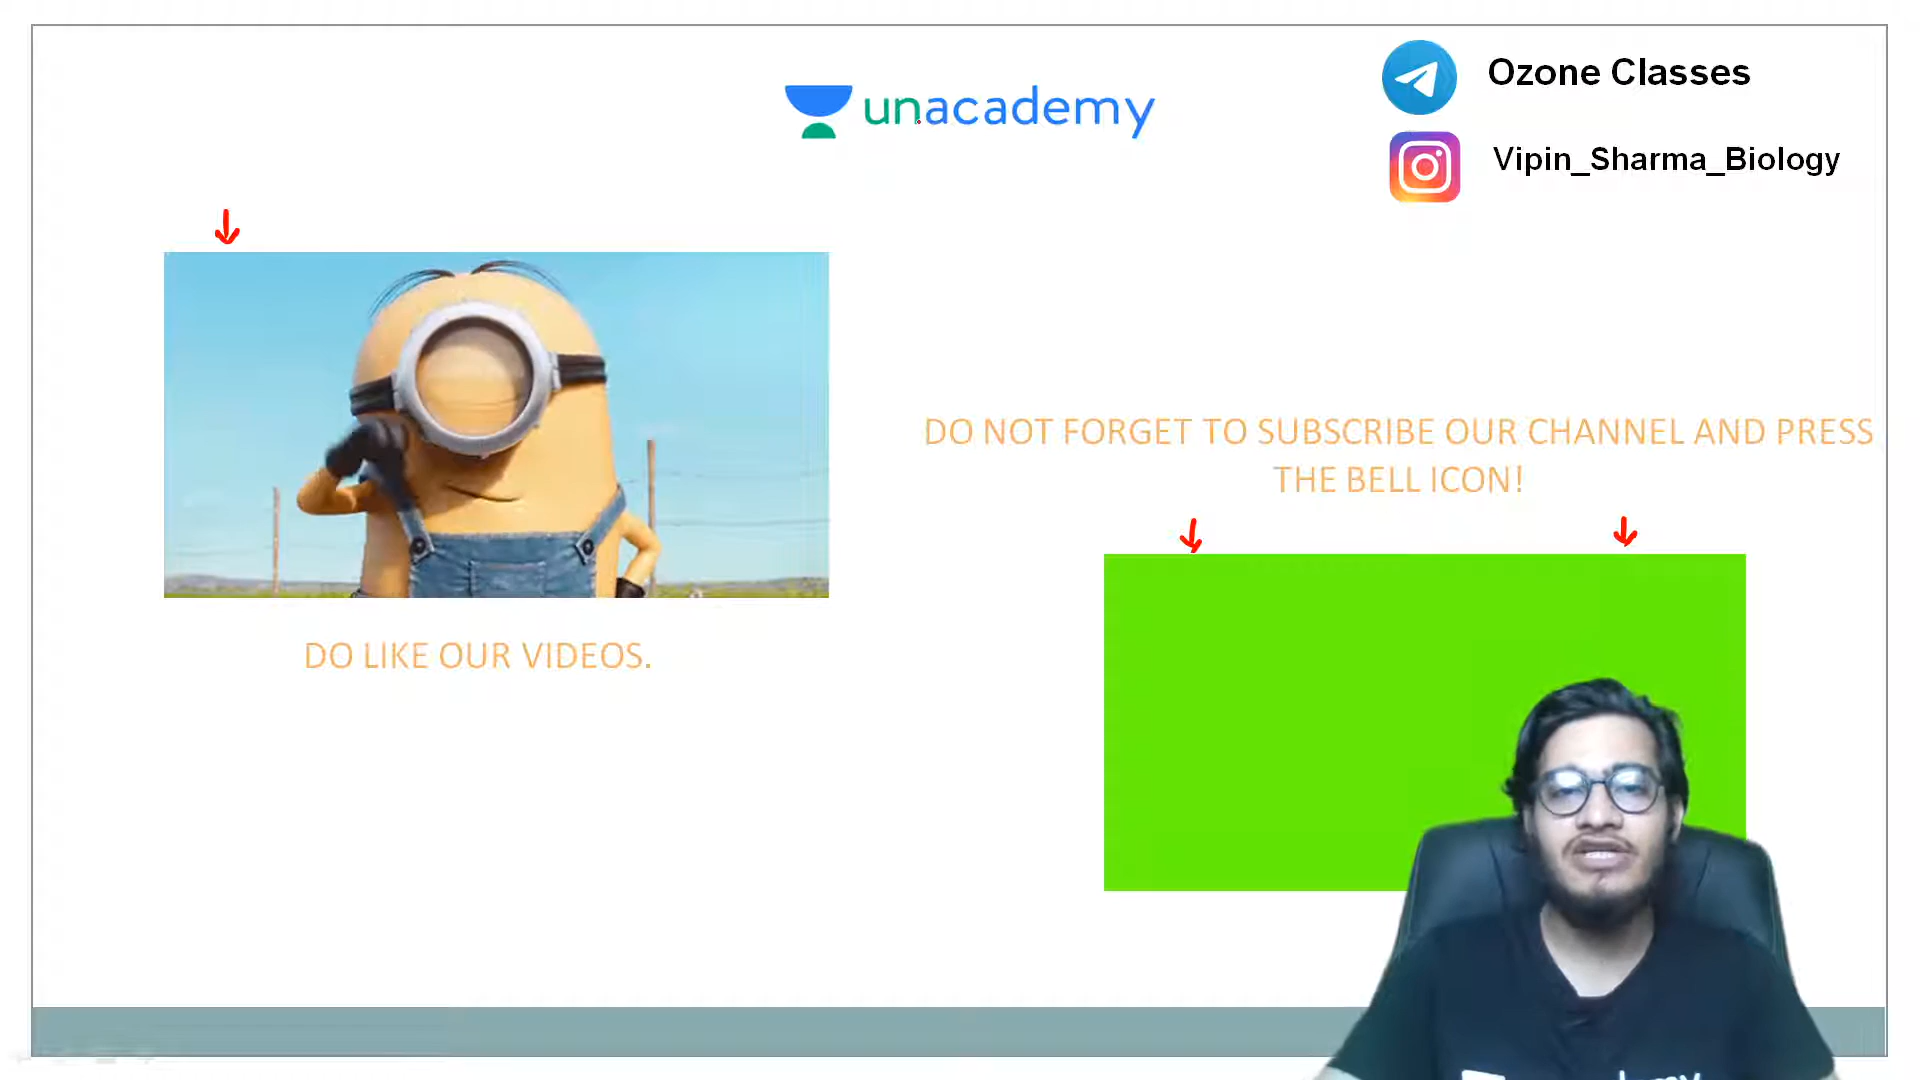 unacademy
Ozone Classes
Vipin_Sharma_Biology
DO NOT FORGET TO SUBSCRIBE OUR CHANNEL AND PRESS
THE BELL ICON!
DO LIKE OUR VIDEOS.